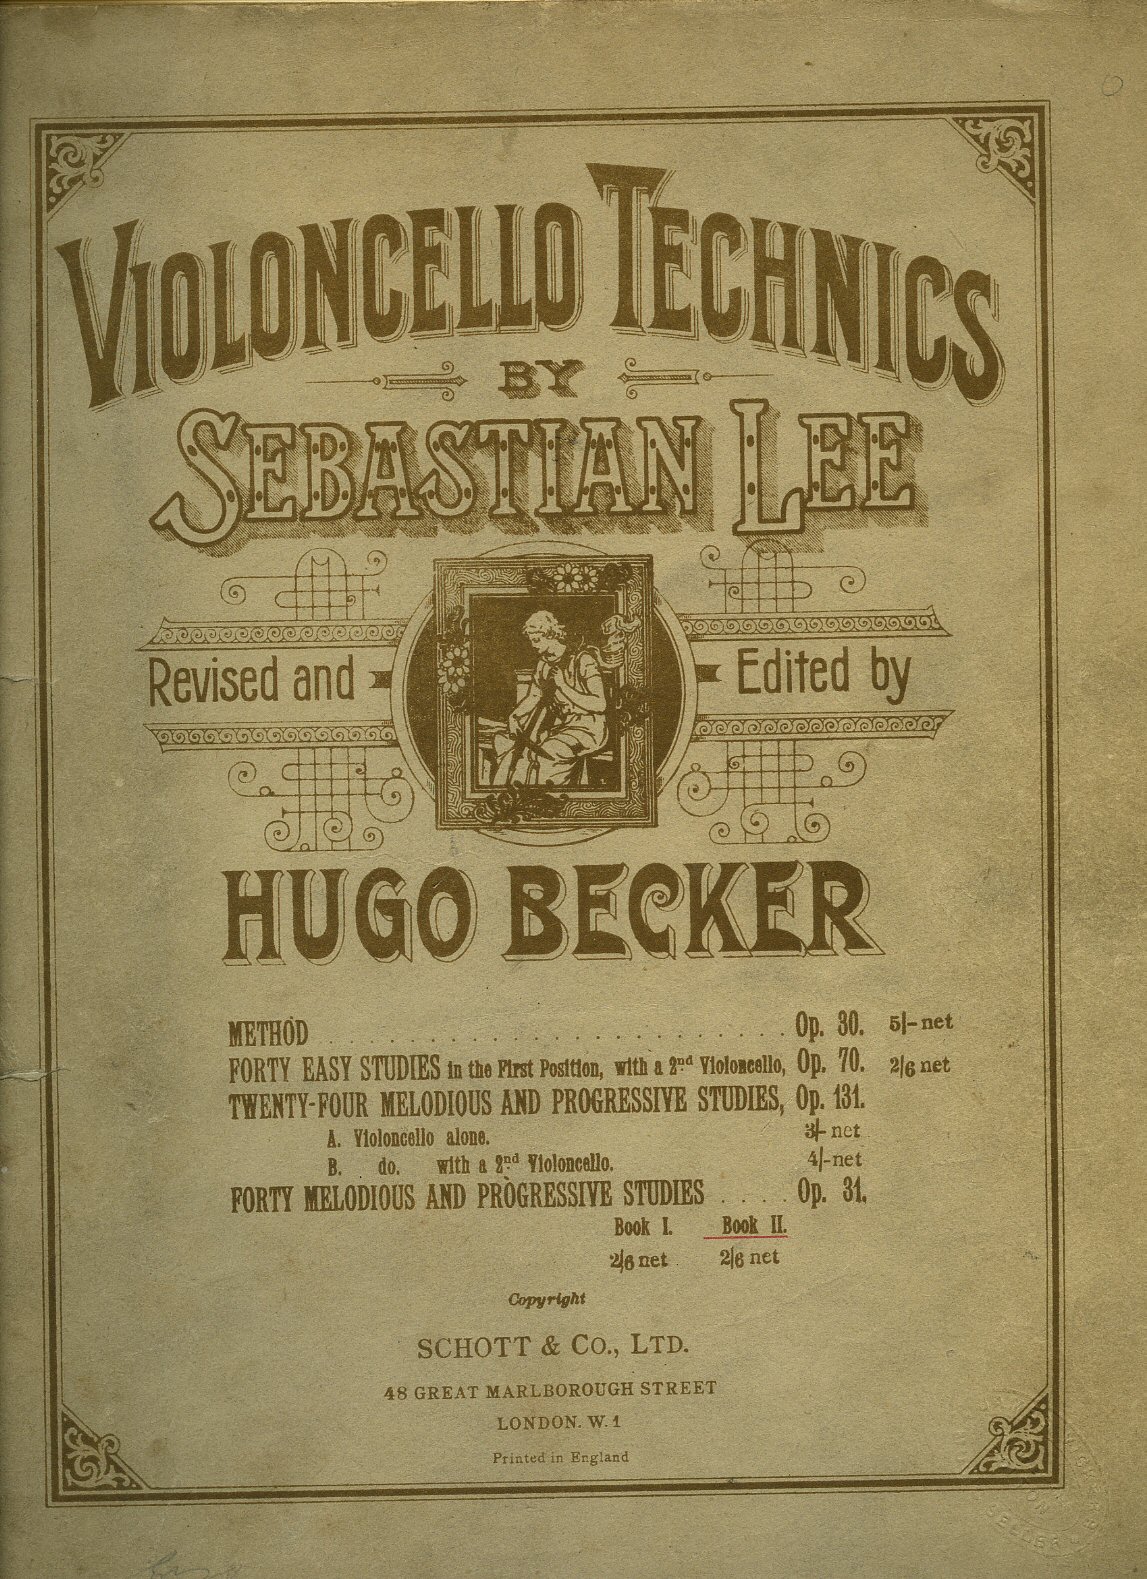 VIOLONCELLO TECHNICS
BY
SEBASTIAN LEE
Revised and Edited by
HUGO BECKER
METHOD . . . . . . . . . . . . . . . . . . . . . . . Op. 30. 5/- net
FORTY EASY STUDIES in the First Position, with a 2nd Violoncello, Op. 70. 2/6 net
TWENTY-FOUR MELODIOUS AND PROGRESSIVE STUDIES, Op. 131.
A. Violoncello alone. 3/- net
B. do. with a 2nd Violoncello. 4/- net
FORTY MELODIOUS AND PROGRESSIVE STUDIES . . . . Op. 31.
Book I. Book II.
2/6 net 2/6 net
Copyright
SCHOTT & CO., LTD.
48 GREAT MARLBOROUGH STREET
LONDON. W. 1
Printed in England